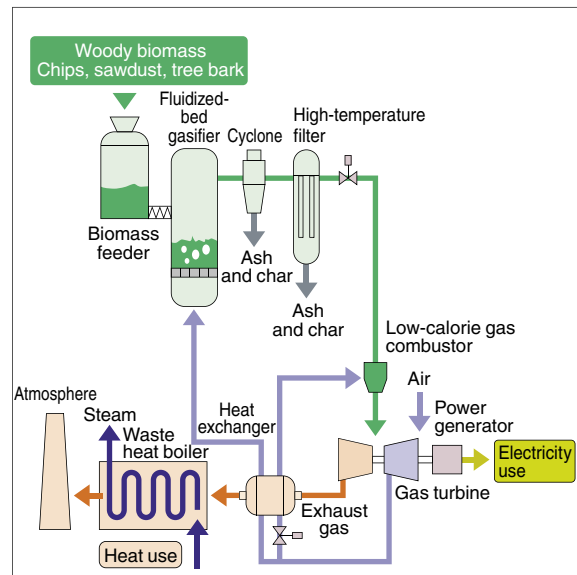 Woody biomass
Chips, sawdust, tree bark
Fluidized-
bed
gasifier
Cyclone
High-temperature
filter
Biomass
feeder
Ash
and char
Ash
and char
Low-calorie gas
combustor
Air
Atmosphere
Steam
Heat
exchanger
Power
generator
Waste
heat boiler
Electricity
use
Gas turbine
Exhaust
gas
Heat use